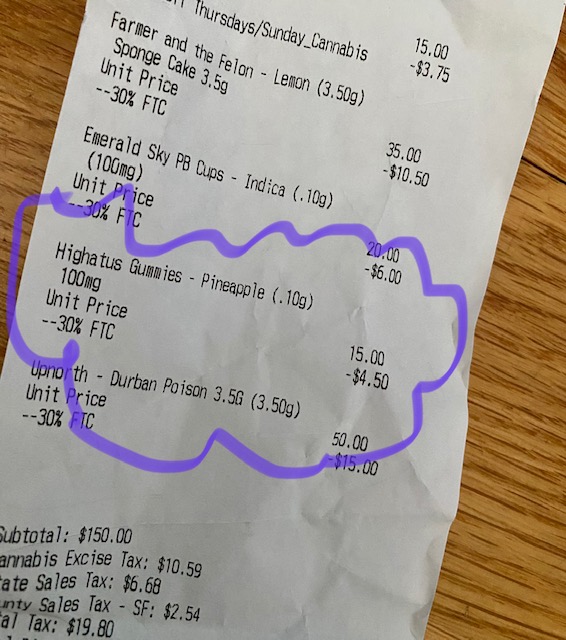 Thursdays/Sunday_Cannabis
15.00
-$3.75
Farmer and the Felon - Lemon (3.50g)
Sponge Cake 3.5g
Unit Price
35.00
--30% FTC
-$10.50
Emerald Sky PB Cups - Indica (.10g)
(100mg)
Unit Price
20.00
--30% FTC
-$6.00
Highatus Gummies - Pineapple (.10g)
100mg
Unit Price
15.00
--30% FTC
-$4.50
Upnorth - Durban Poison 3.5G (3.50g)
Unit Price
50.00
--30% FTC
-$15.00
Subtotal: $150.00
annabis Excise Tax: $10.59
ate Sales Tax: $6.68
unty Sales Tax - SF: $2.54
al Tax: $19.80